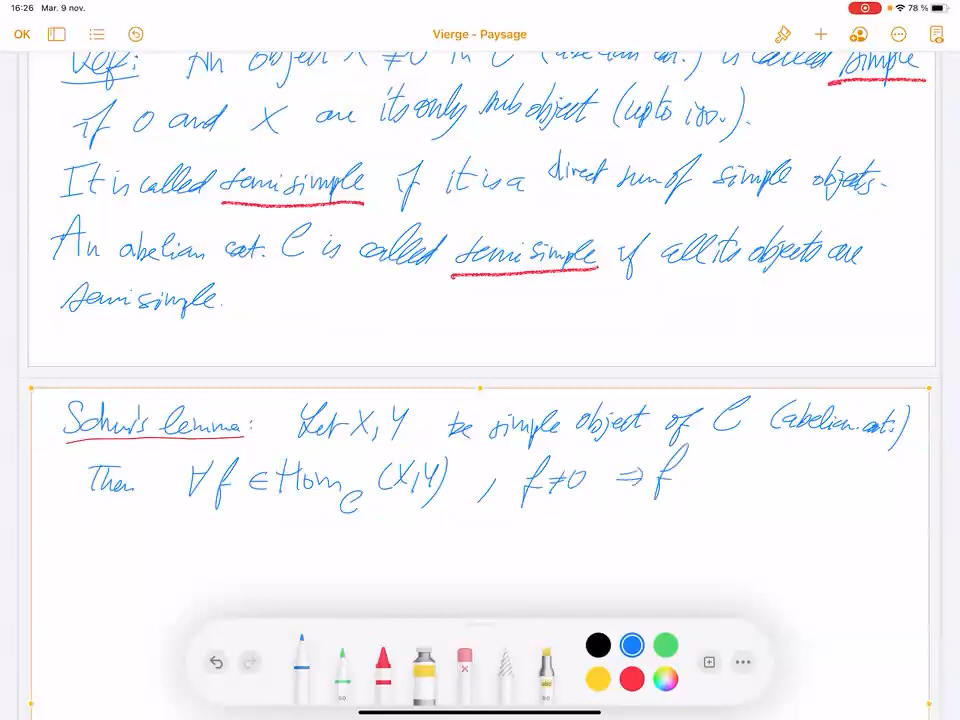 16:26 Mar. 9 nov. 78 %
OK Vierge - Paysage
Def: An object X ≠0 in C (abelian cat.) is called simple
if 0 and X are its only subobject (up to iso.).
It is called semisimple if it is a direct sum of simple objects.
An abelian cat. C is called semisimple if all its objects are
semisimple.
Schur's lemma: Let X, Y be simple object of C (abelian cat.)
Then ∀f ∈ Hom_C (X,Y), f≠0 ⇒ f